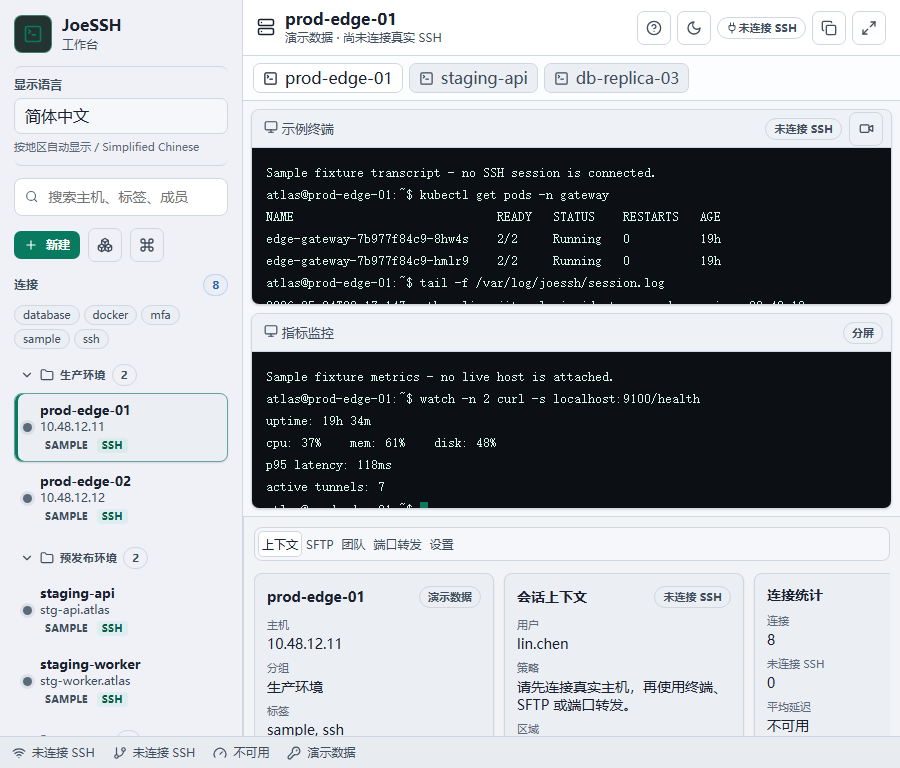 JoeSSH
工作台
显示语言
简体中文
按地区自动显示 / Simplified Chinese
搜索主机、标签、成员
新建
连接
8
database
docker
mfa
sample
ssh
生产环境
2
prod-edge-01
10.48.12.11
SAMPLE SSH
prod-edge-02
10.48.12.12
SAMPLE SSH
预发布环境
2
staging-api
stg-api.atlas
SAMPLE SSH
staging-worker
stg-worker.atlas
SAMPLE SSH
prod-edge-01
演示数据 · 尚未连接真实 SSH
未连接 SSH
prod-edge-01
staging-api
db-replica-03
示例终端
未连接 SSH
Sample fixture transcript - no SSH session is connected.
atlas@prod-edge-01:~$ kubectl get pods -n gateway
NAME READY STATUS RESTARTS AGE
edge-gateway-7b977f84c9-8hw4s 2/2 Running 0 19h
edge-gateway-7b977f84c9-hmlr9 2/2 Running 0 19h
atlas@prod-edge-01:~$ tail -f /var/log/joessh/session.log
指标监控
分屏
Sample fixture metrics - no live host is attached.
atlas@prod-edge-01:~$ watch -n 2 curl -s localhost:9100/health
uptime: 19h 34m
cpu: 37% mem: 61% disk: 48%
p95 latency: 118ms
active tunnels: 7
上下文
SFTP
团队
端口转发
设置
prod-edge-01
演示数据
主机
10.48.12.11
分组
生产环境
标签
sample, ssh
会话上下文
未连接 SSH
用户
lin.chen
策略
请先连接真实主机，再使用终端、
SFTP 或端口转发。
区域
连接统计
连接
8
未连接 SSH
0
平均延迟
不可用
未连接 SSH
未连接 SSH
不可用
演示数据